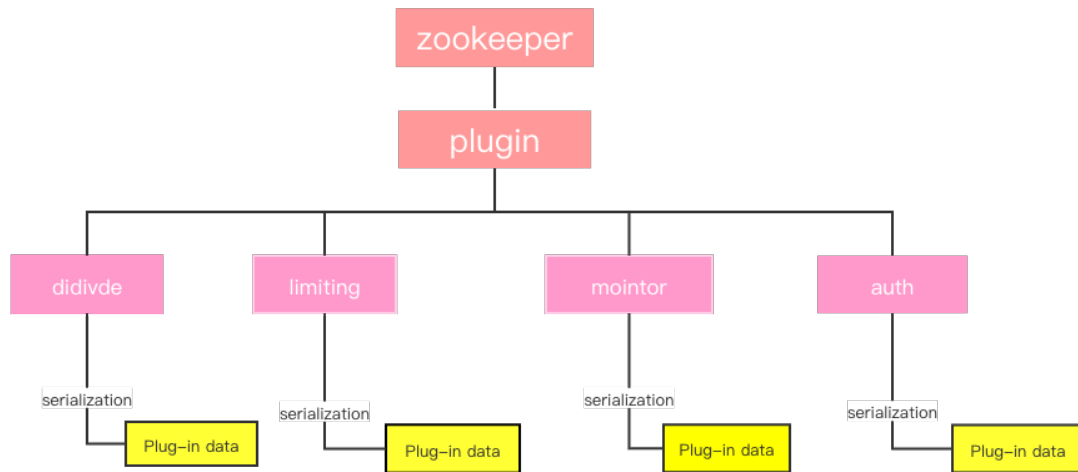 zookeeper
plugin
didivde
limiting
mointor
auth
serialization
serialization
serialization
serialization
Plug-in data
Plug-in data
Plug-in data
Plug-in data